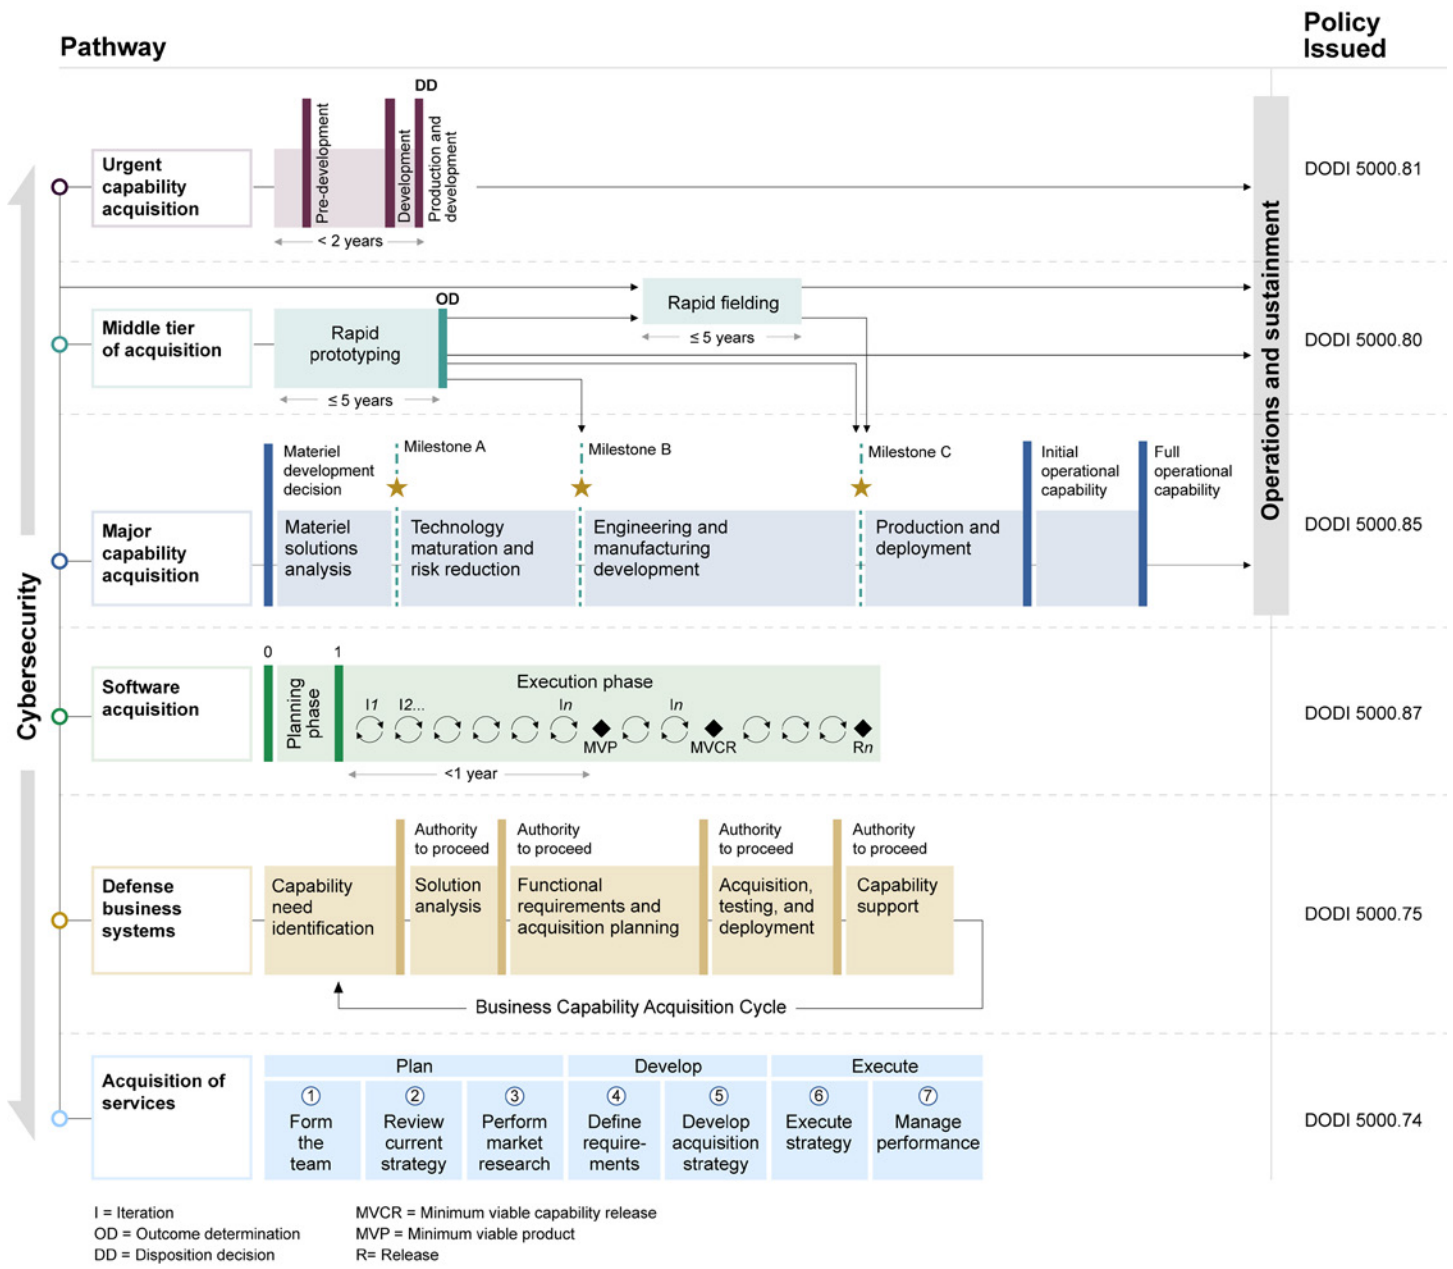 Pathway
Policy
Issued
Cybersecurity
Operations and sustainment
Urgent
capability
acquisition
Pre-development
Development
DD
Production and
development
< 2 years
DODI 5000.81
Middle tier
of acquisition
Rapid
prototyping
OD
≤ 5 years
Rapid fielding
≤ 5 years
DODI 5000.80
Major
capability
acquisition
Materiel
development
decision
Milestone A
Milestone B
Milestone C
Initial
operational
capability
Full
operational
capability
Materiel
solutions
analysis
Technology
maturation and
risk reduction
Engineering and
manufacturing
development
Production and
deployment
DODI 5000.85
Software
acquisition
0
1
Planning
phase
Execution phase
I1
I2...
In
In
MVP
MVCR
Rn
<1 year
DODI 5000.87
Defense
business
systems
Authority
to proceed
Authority
to proceed
Authority
to proceed
Authority
to proceed
Capability
need
identification
Solution
analysis
Functional
requirements and
acquisition planning
Acquisition,
testing, and
deployment
Capability
support
Business Capability Acquisition Cycle
DODI 5000.75
Acquisition of
services
Plan
Develop
Execute
1
Form
the
team
2
Review
current
strategy
3
Perform
market
research
4
Define
require-
ments
5
Develop
acquisition
strategy
6
Execute
strategy
7
Manage
performance
DODI 5000.74
I = Iteration
OD = Outcome determination
DD = Disposition decision
MVCR = Minimum viable capability release
MVP = Minimum viable product
R= Release